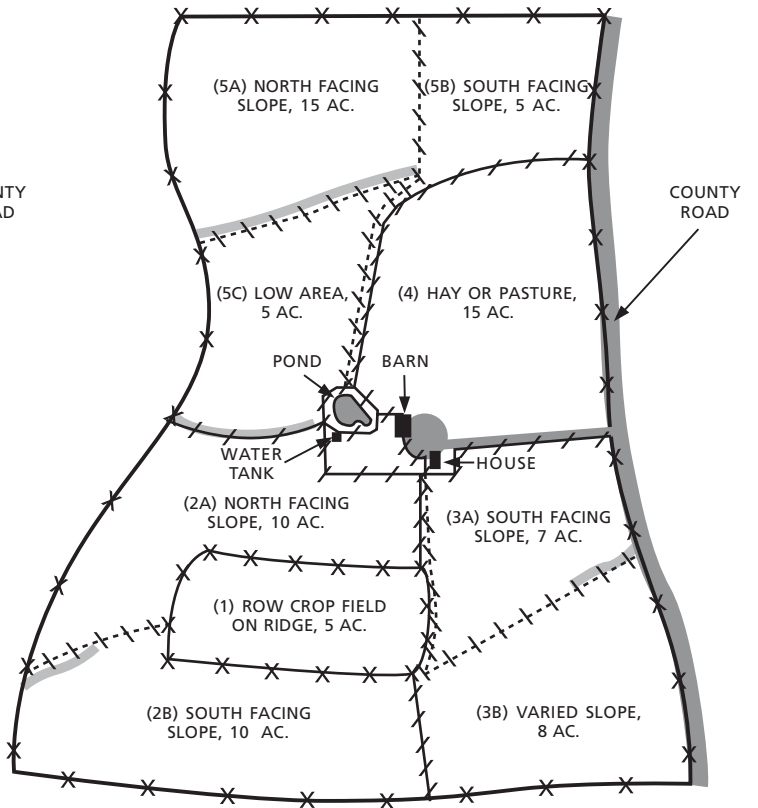 (5A) NORTH FACING
SLOPE, 15 AC.
(5B) SOUTH FACING
SLOPE, 5 AC.
NTY
AD
COUNTY
ROAD
(5C) LOW AREA,
5 AC.
(4) HAY OR PASTURE,
15 AC.
POND
BARN
WATER
TANK
HOUSE
(2A) NORTH FACING
SLOPE, 10 AC.
(3A) SOUTH FACING
SLOPE, 7 AC.
(1) ROW CROP FIELD
ON RIDGE, 5 AC.
(2B) SOUTH FACING
SLOPE, 10 AC.
(3B) VARIED SLOPE,
8 AC.